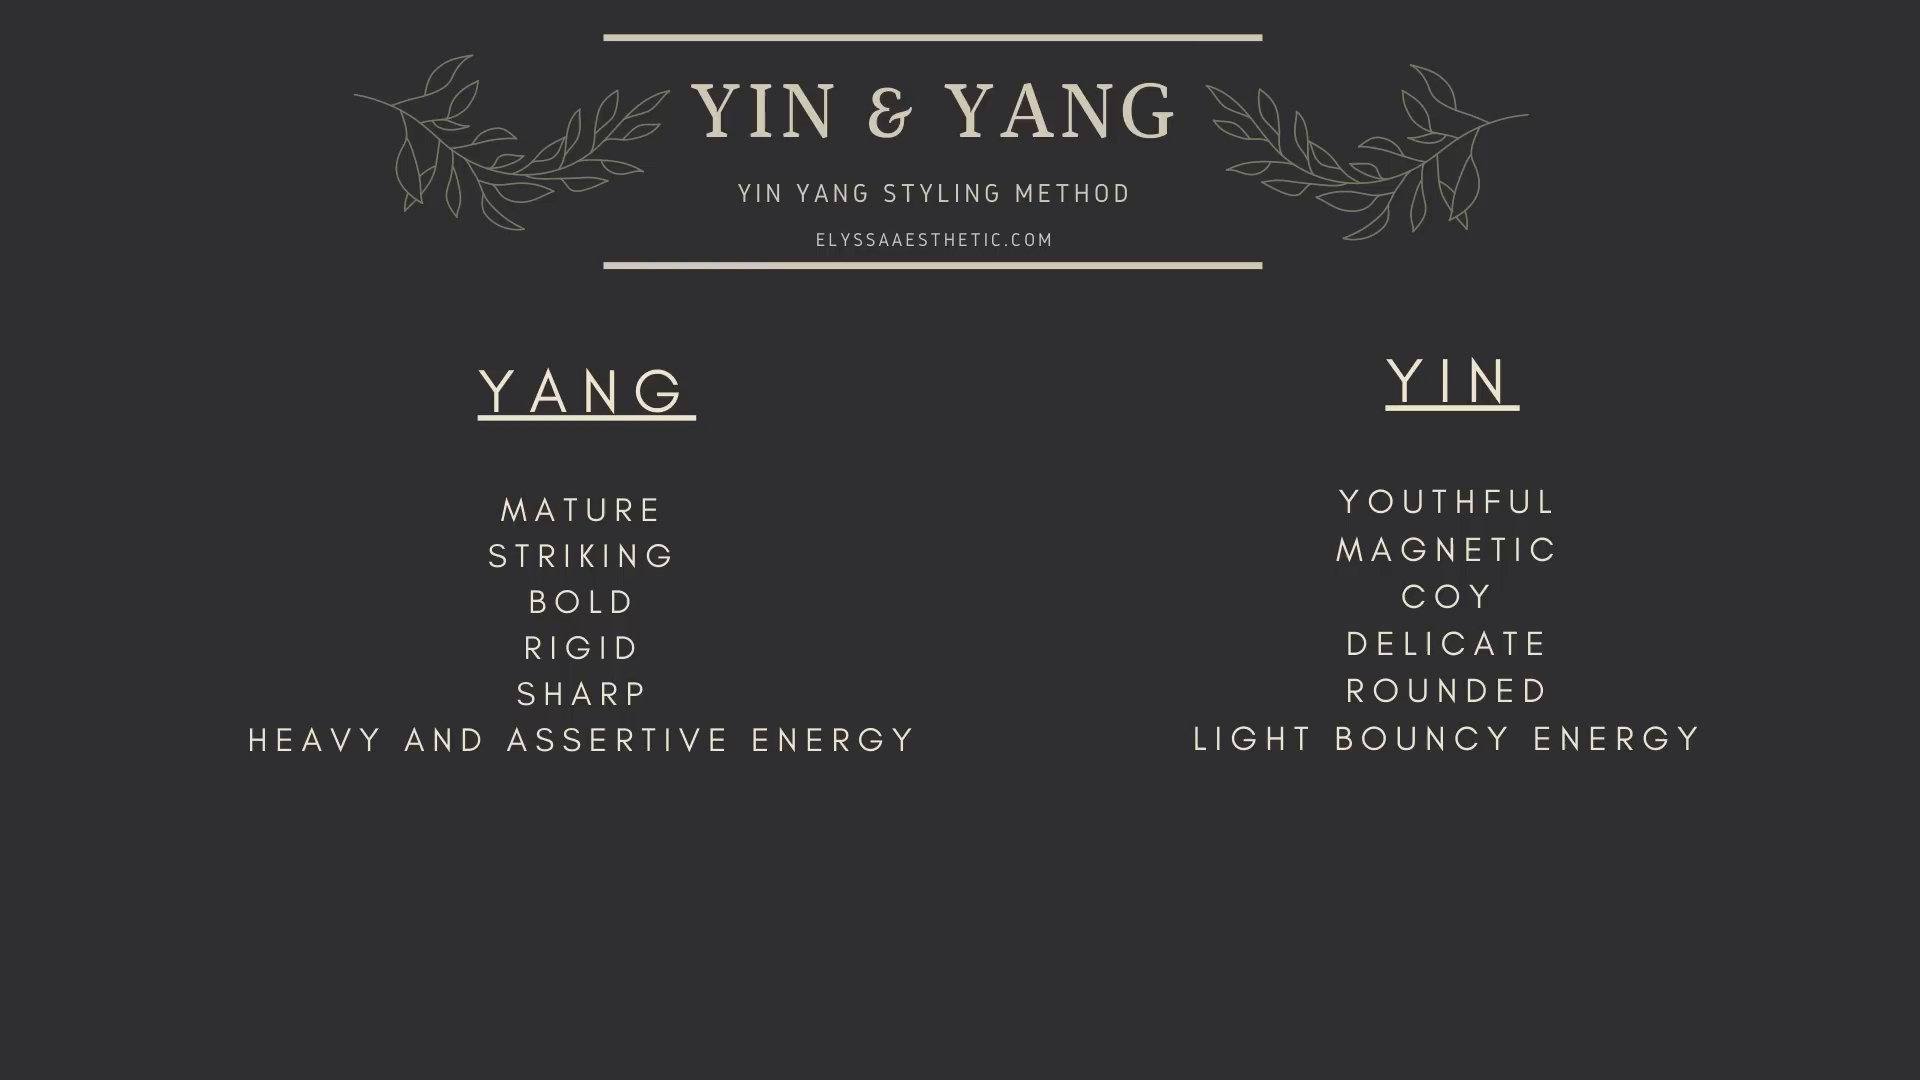 YIN & YANG
YIN YANG STYLING METHOD
ELYSSAAESTHETIC.COM
YANG
MATURE
STRIKING
BOLD
RIGID
SHARP
HEAVY AND ASSERTIVE ENERGY
YIN
YOUTHFUL
MAGNETIC
COY
DELICATE
ROUNDED
LIGHT BOUNCY ENERGY